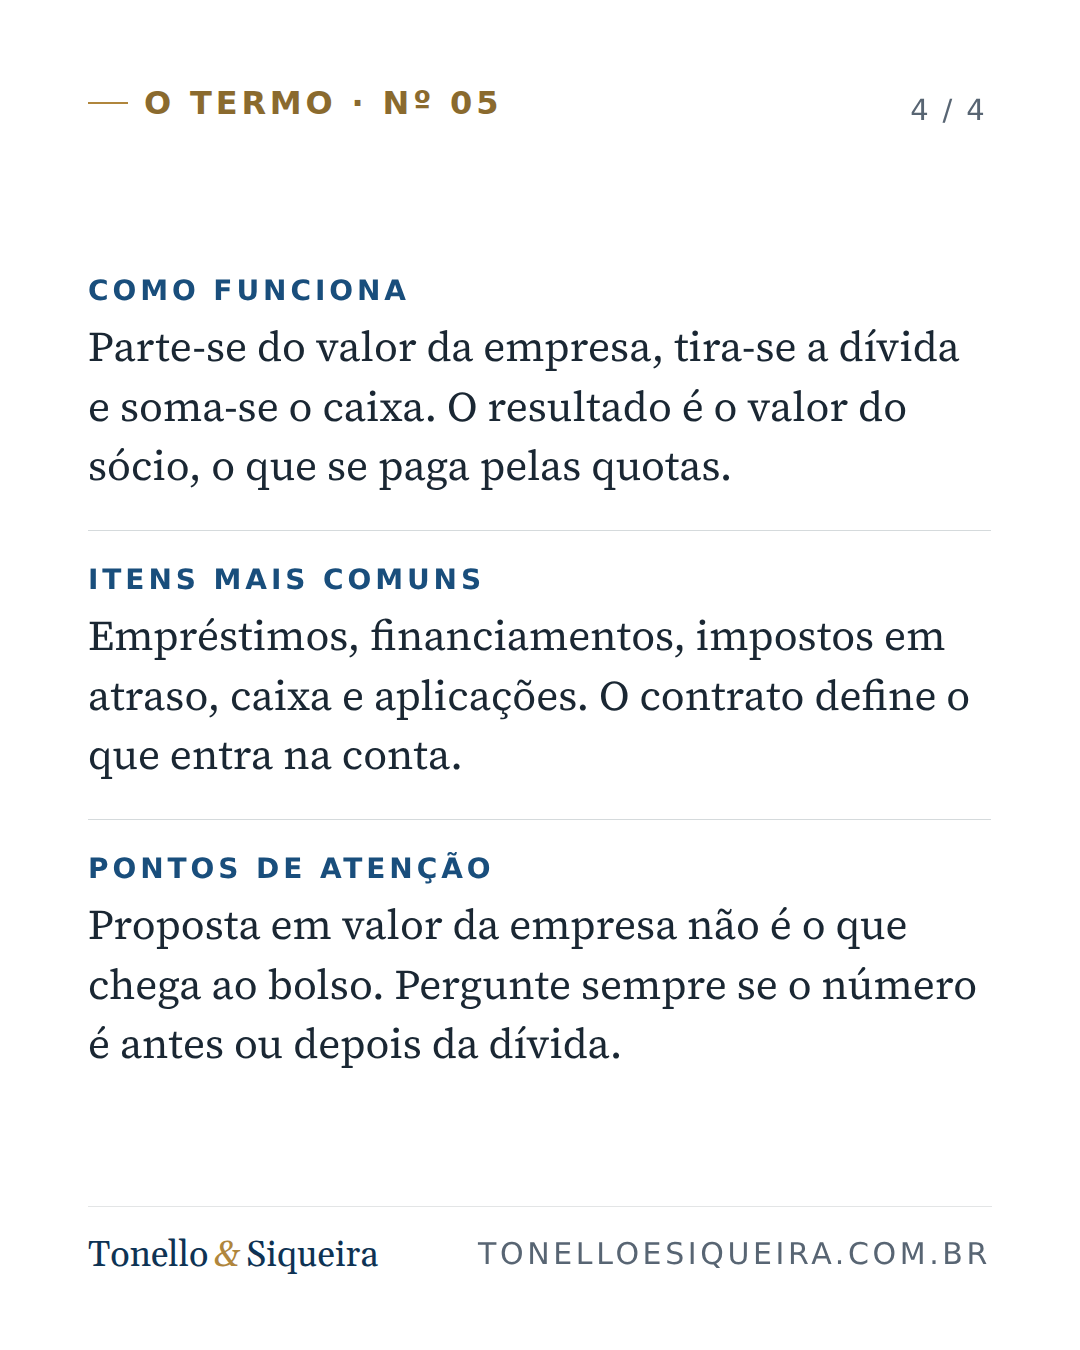 O TERMO · Nº 05
4 / 4
COMO FUNCIONA
Parte-se do valor da empresa, tira-se a dívida
e soma-se o caixa. O resultado é o valor do
sócio, o que se paga pelas quotas.
ITENS MAIS COMUNS
Empréstimos, financiamentos, impostos em
atraso, caixa e aplicações. O contrato define o
que entra na conta.
PONTOS DE ATENÇÃO
Proposta em valor da empresa não é o que
chega ao bolso. Pergunte sempre se o número
é antes ou depois da dívida.
Tonello & Siqueira
TONELLOESIQUEIRA.COM.BR